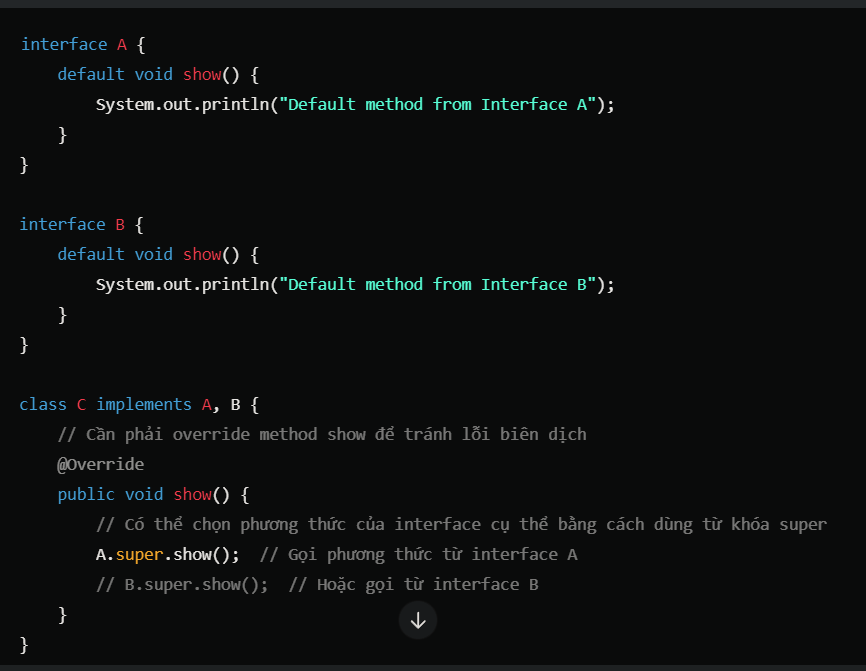 interface A {
    default void show() {
        System.out.println("Default method from Interface A");
    }
}
interface B {
    default void show() {
        System.out.println("Default method from Interface B");
    }
}
class C implements A, B {
    // Cần phải override method show để tránh lỗi biên dịch
    @Override
    public void show() {
        // Có thể chọn phương thức của interface cụ thể bằng cách dùng từ khóa super
        A.super.show();  // Gọi phương thức từ interface A
        // B.super.show();  // Hoặc gọi từ interface B
    }
}